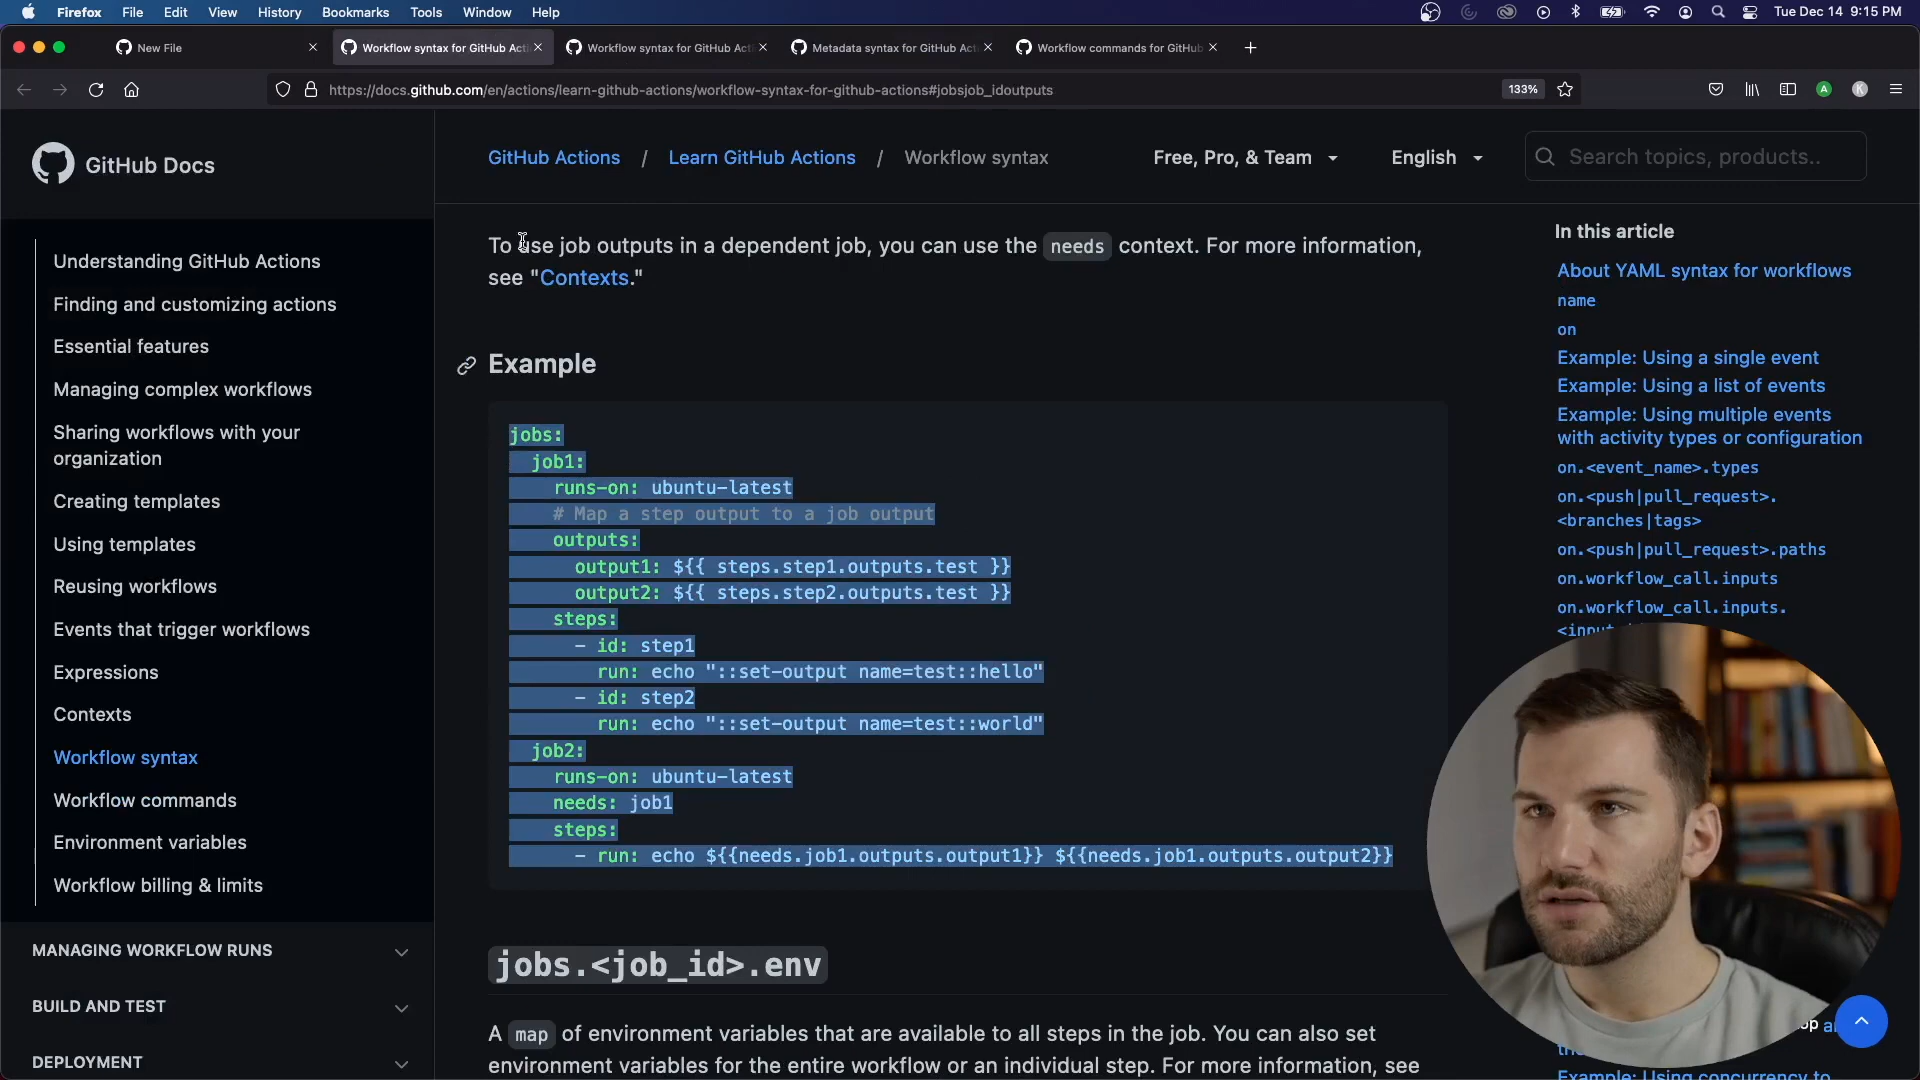 Firefox File Edit View History Bookmarks Tools Window Help
Tue Dec 14 9:15 PM
New File
Workflow syntax for GitHub Acti
Workflow syntax for GitHub Acti
Metadata syntax for GitHub Act
Workflow commands for GitHub
https://docs.github.com/en/actions/learn-github-actions/workflow-syntax-for-github-actions#jobsjob_idoutputs
133%
A
K
GitHub Docs
GitHub Actions / Learn GitHub Actions / Workflow syntax
Free, Pro, & Team
English
Search topics, products..
Understanding GitHub Actions
Finding and customizing actions
Essential features
Managing complex workflows
Sharing workflows with your
organization
Creating templates
Using templates
Reusing workflows
Events that trigger workflows
Expressions
Contexts
Workflow syntax
Workflow commands
Environment variables
Workflow billing & limits
MANAGING WORKFLOW RUNS
BUILD AND TEST
DEPLOYMENT
To use job outputs in a dependent job, you can use the needs context. For more information,
see "Contexts."
Example
jobs:
  job1:
    runs-on: ubuntu-latest
    # Map a step output to a job output
    outputs:
      output1: ${{ steps.step1.outputs.test }}
      output2: ${{ steps.step2.outputs.test }}
    steps:
      - id: step1
        run: echo "::set-output name=test::hello"
      - id: step2
        run: echo "::set-output name=test::world"
  job2:
    runs-on: ubuntu-latest
    needs: job1
    steps:
      - run: echo ${{needs.job1.outputs.output1}} ${{needs.job1.outputs.output2}}
jobs.<job_id>.env
A map of environment variables that are available to all steps in the job. You can also set
environment variables for the entire workflow or an individual step. For more information, see
In this article
About YAML syntax for workflows
name
on
Example: Using a single event
Example: Using a list of events
Example: Using multiple events
with activity types or configuration
on.<event_name>.types
on.<push|pull_request>.
<branches|tags>
on.<push|pull_request>.paths
on.workflow_call.inputs
on.workflow_call.inputs.
Example: Using concurrency to